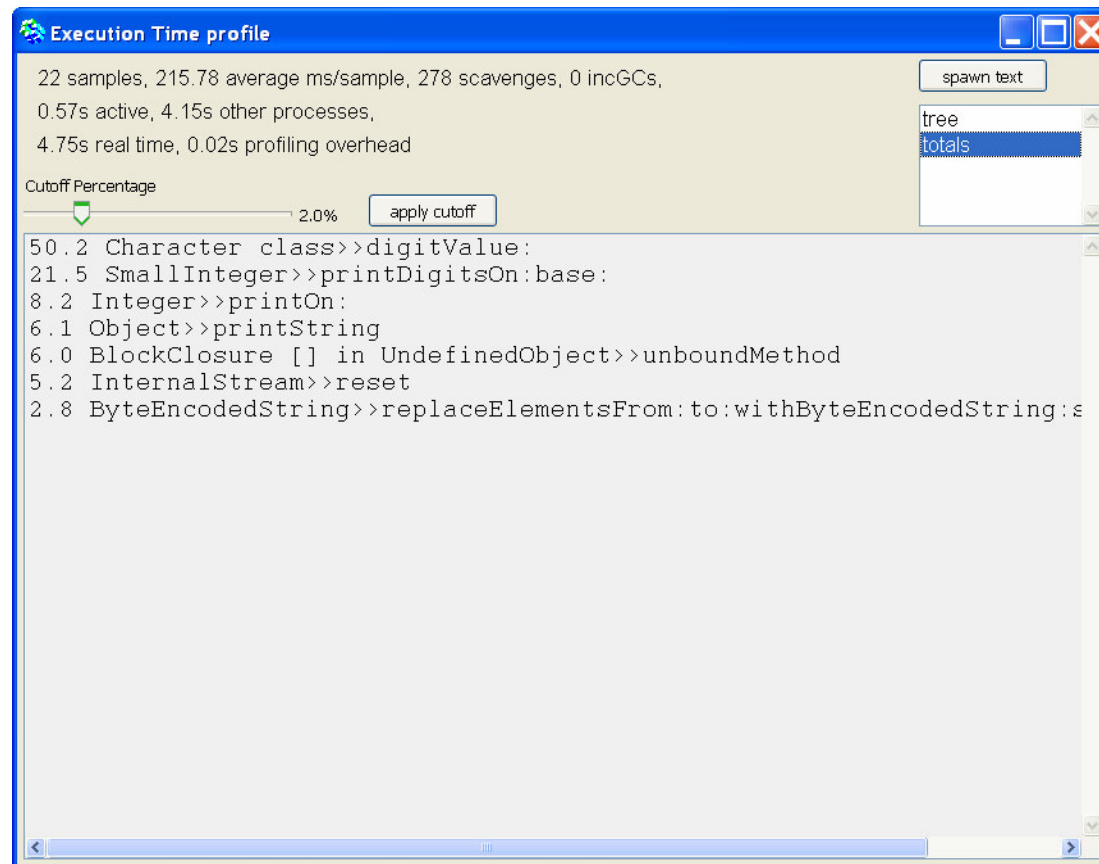 Execution Time profile
22 samples, 215.78 average ms/sample, 278 scavenges, 0 incGCs,
0.57s active, 4.15s other processes,
4.75s real time, 0.02s profiling overhead
spawn text
tree
totals
Cutoff Percentage
2.0%
apply cutoff
50.2 Character class>>digitValue:
21.5 SmallInteger>>printDigitsOn:base:
8.2 Integer>>printOn:
6.1 Object>>printString
6.0 BlockClosure [] in UndefinedObject>>unboundMethod
5.2 InternalStream>>reset
2.8 ByteEncodedString>>replaceElementsFrom:to:withByteEncodedString:s